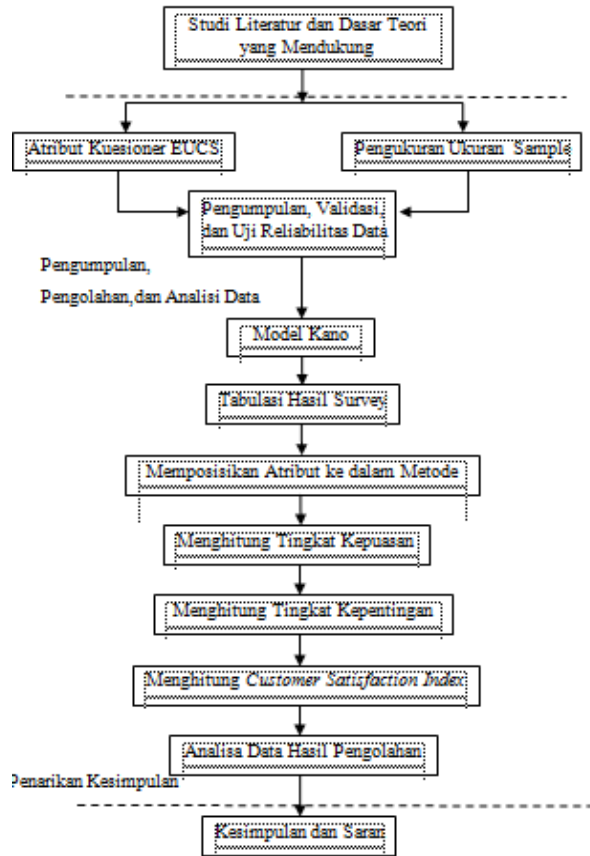 Studi Literatur dan Dasar Teori
yang Mendukung
Atribut Kuesioner EUCS
Pengukuran Ukuran Sample
Pengumpulan, Validasi,
dan Uji Reliabilitas Data
Pengumpulan,
Pengolahan,dan Analisi Data
Model Kano
Tabulasi Hasil Survey
Memposisikan Atribut ke dalam Metode
Menghitung Tingkat Kepuasan
Menghitung Tingkat Kepentingan
Menghitung Customer Satisfaction Index
Analisa Data Hasil Pengolahan
Penarikan Kesimpulan
Kesimpulan dan Saran